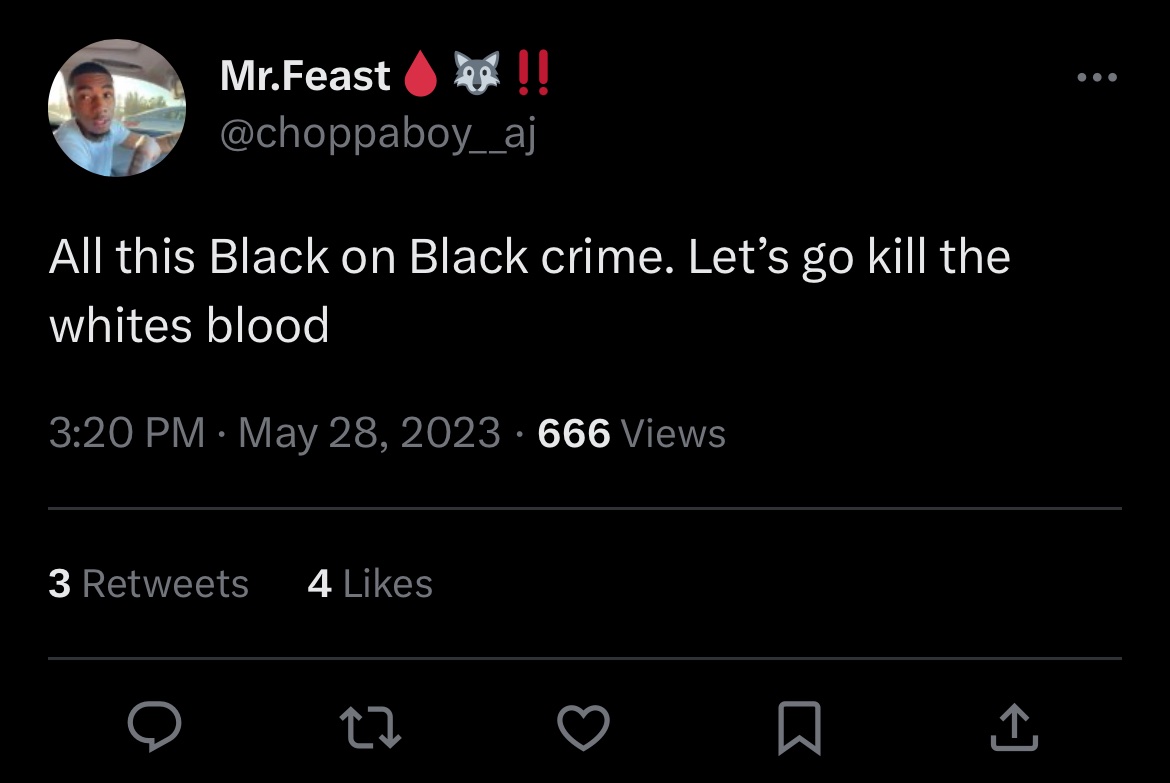 Mr.Feast🩸🐺‼️
@choppaboy__aj
All this Black on Black crime. Let’s go kill the
whites blood
3:20 PM · May 28, 2023 · 666 Views
3 Retweets 4 Likes